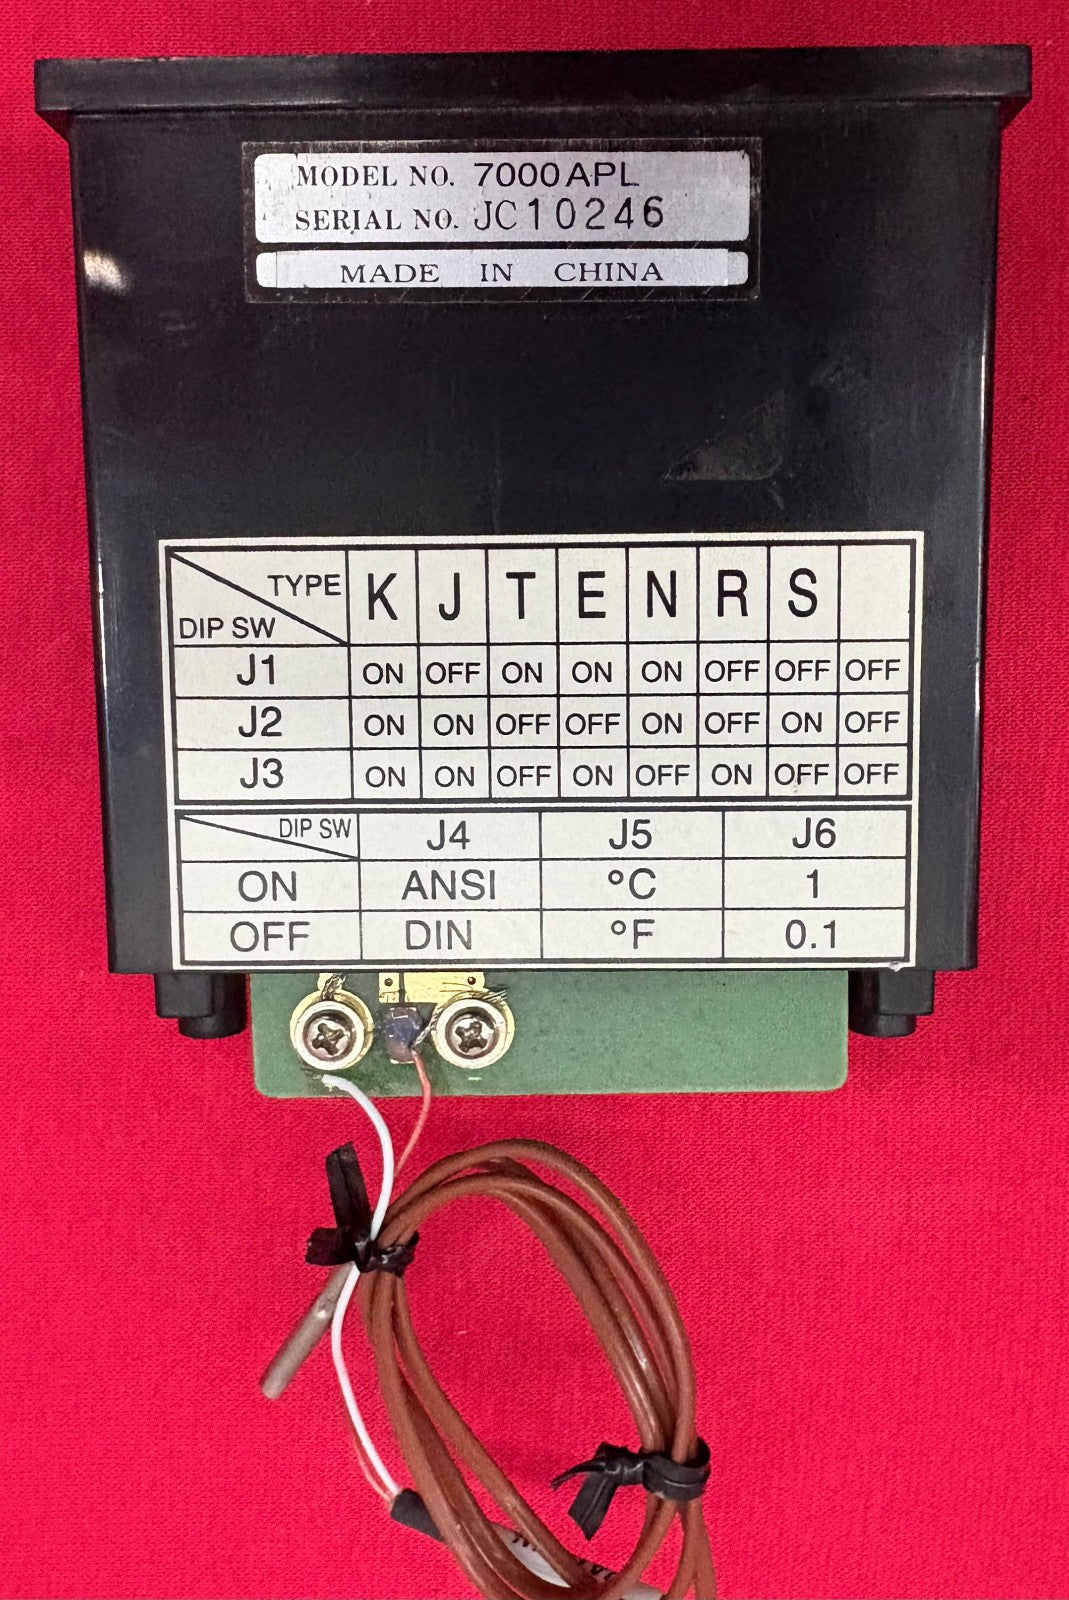 MODEL NO. 7000APL
SERIAL NO. JC10246
MADE IN CHINA
TYPE K J T E N R S
DIP SW
J1 ON OFF ON ON ON OFF OFF OFF
J2 ON ON OFF OFF ON OFF ON OFF
J3 ON ON OFF ON OFF ON OFF OFF
DIP SW J4 J5 J6
ON ANSI °C 1
OFF DIN °F 0.1